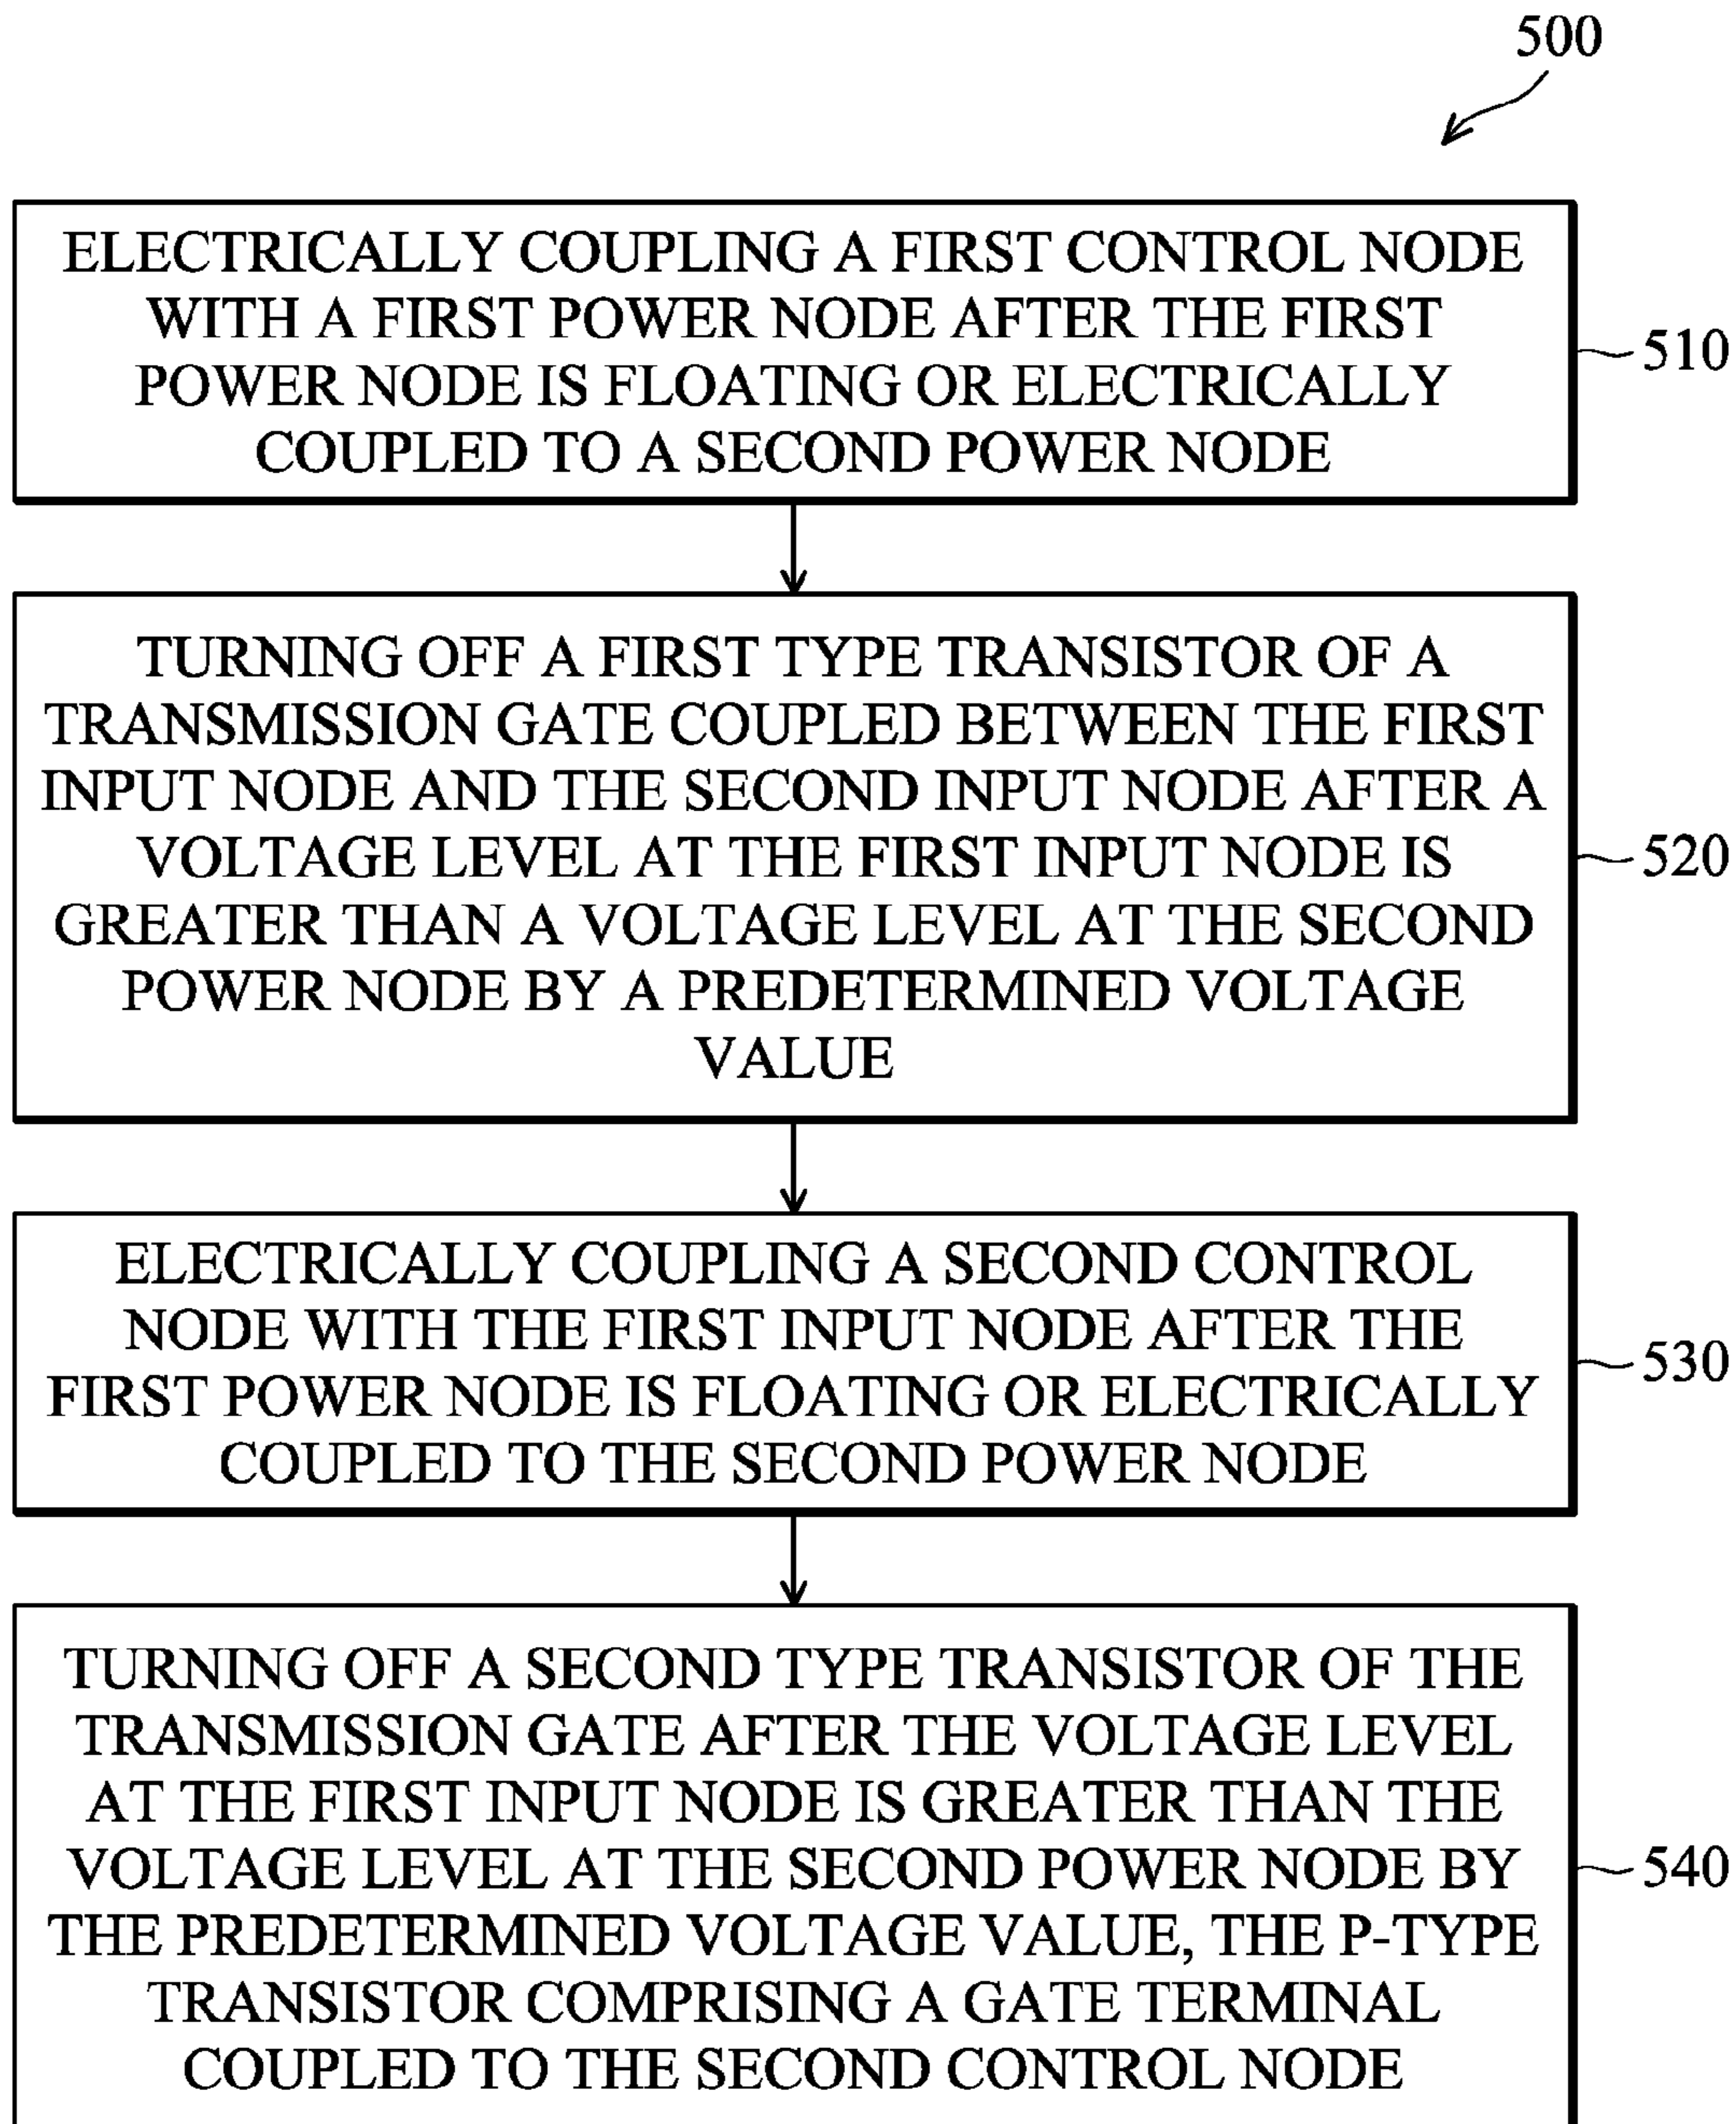 500
ELECTRICALLY COUPLING A FIRST CONTROL NODE
WITH A FIRST POWER NODE AFTER THE FIRST
POWER NODE IS FLOATING OR ELECTRICALLY
COUPLED TO A SECOND POWER NODE
510
TURNING OFF A FIRST TYPE TRANSISTOR OF A
TRANSMISSION GATE COUPLED BETWEEN THE FIRST
INPUT NODE AND THE SECOND INPUT NODE AFTER A
VOLTAGE LEVEL AT THE FIRST INPUT NODE IS
GREATER THAN A VOLTAGE LEVEL AT THE SECOND
POWER NODE BY A PREDETERMINED VOLTAGE
VALUE
520
ELECTRICALLY COUPLING A SECOND CONTROL
NODE WITH THE FIRST INPUT NODE AFTER THE
FIRST POWER NODE IS FLOATING OR ELECTRICALLY
COUPLED TO THE SECOND POWER NODE
530
TURNING OFF A SECOND TYPE TRANSISTOR OF THE
TRANSMISSION GATE AFTER THE VOLTAGE LEVEL
AT THE FIRST INPUT NODE IS GREATER THAN THE
VOLTAGE LEVEL AT THE SECOND POWER NODE BY
THE PREDETERMINED VOLTAGE VALUE, THE P-TYPE
TRANSISTOR COMPRISING A GATE TERMINAL
COUPLED TO THE SECOND CONTROL NODE
540